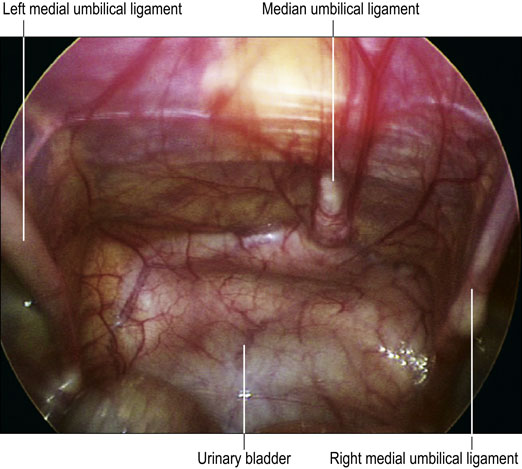 Left medial umbilical ligament
Median umbilical ligament
Urinary bladder
Right medial umbilical ligament